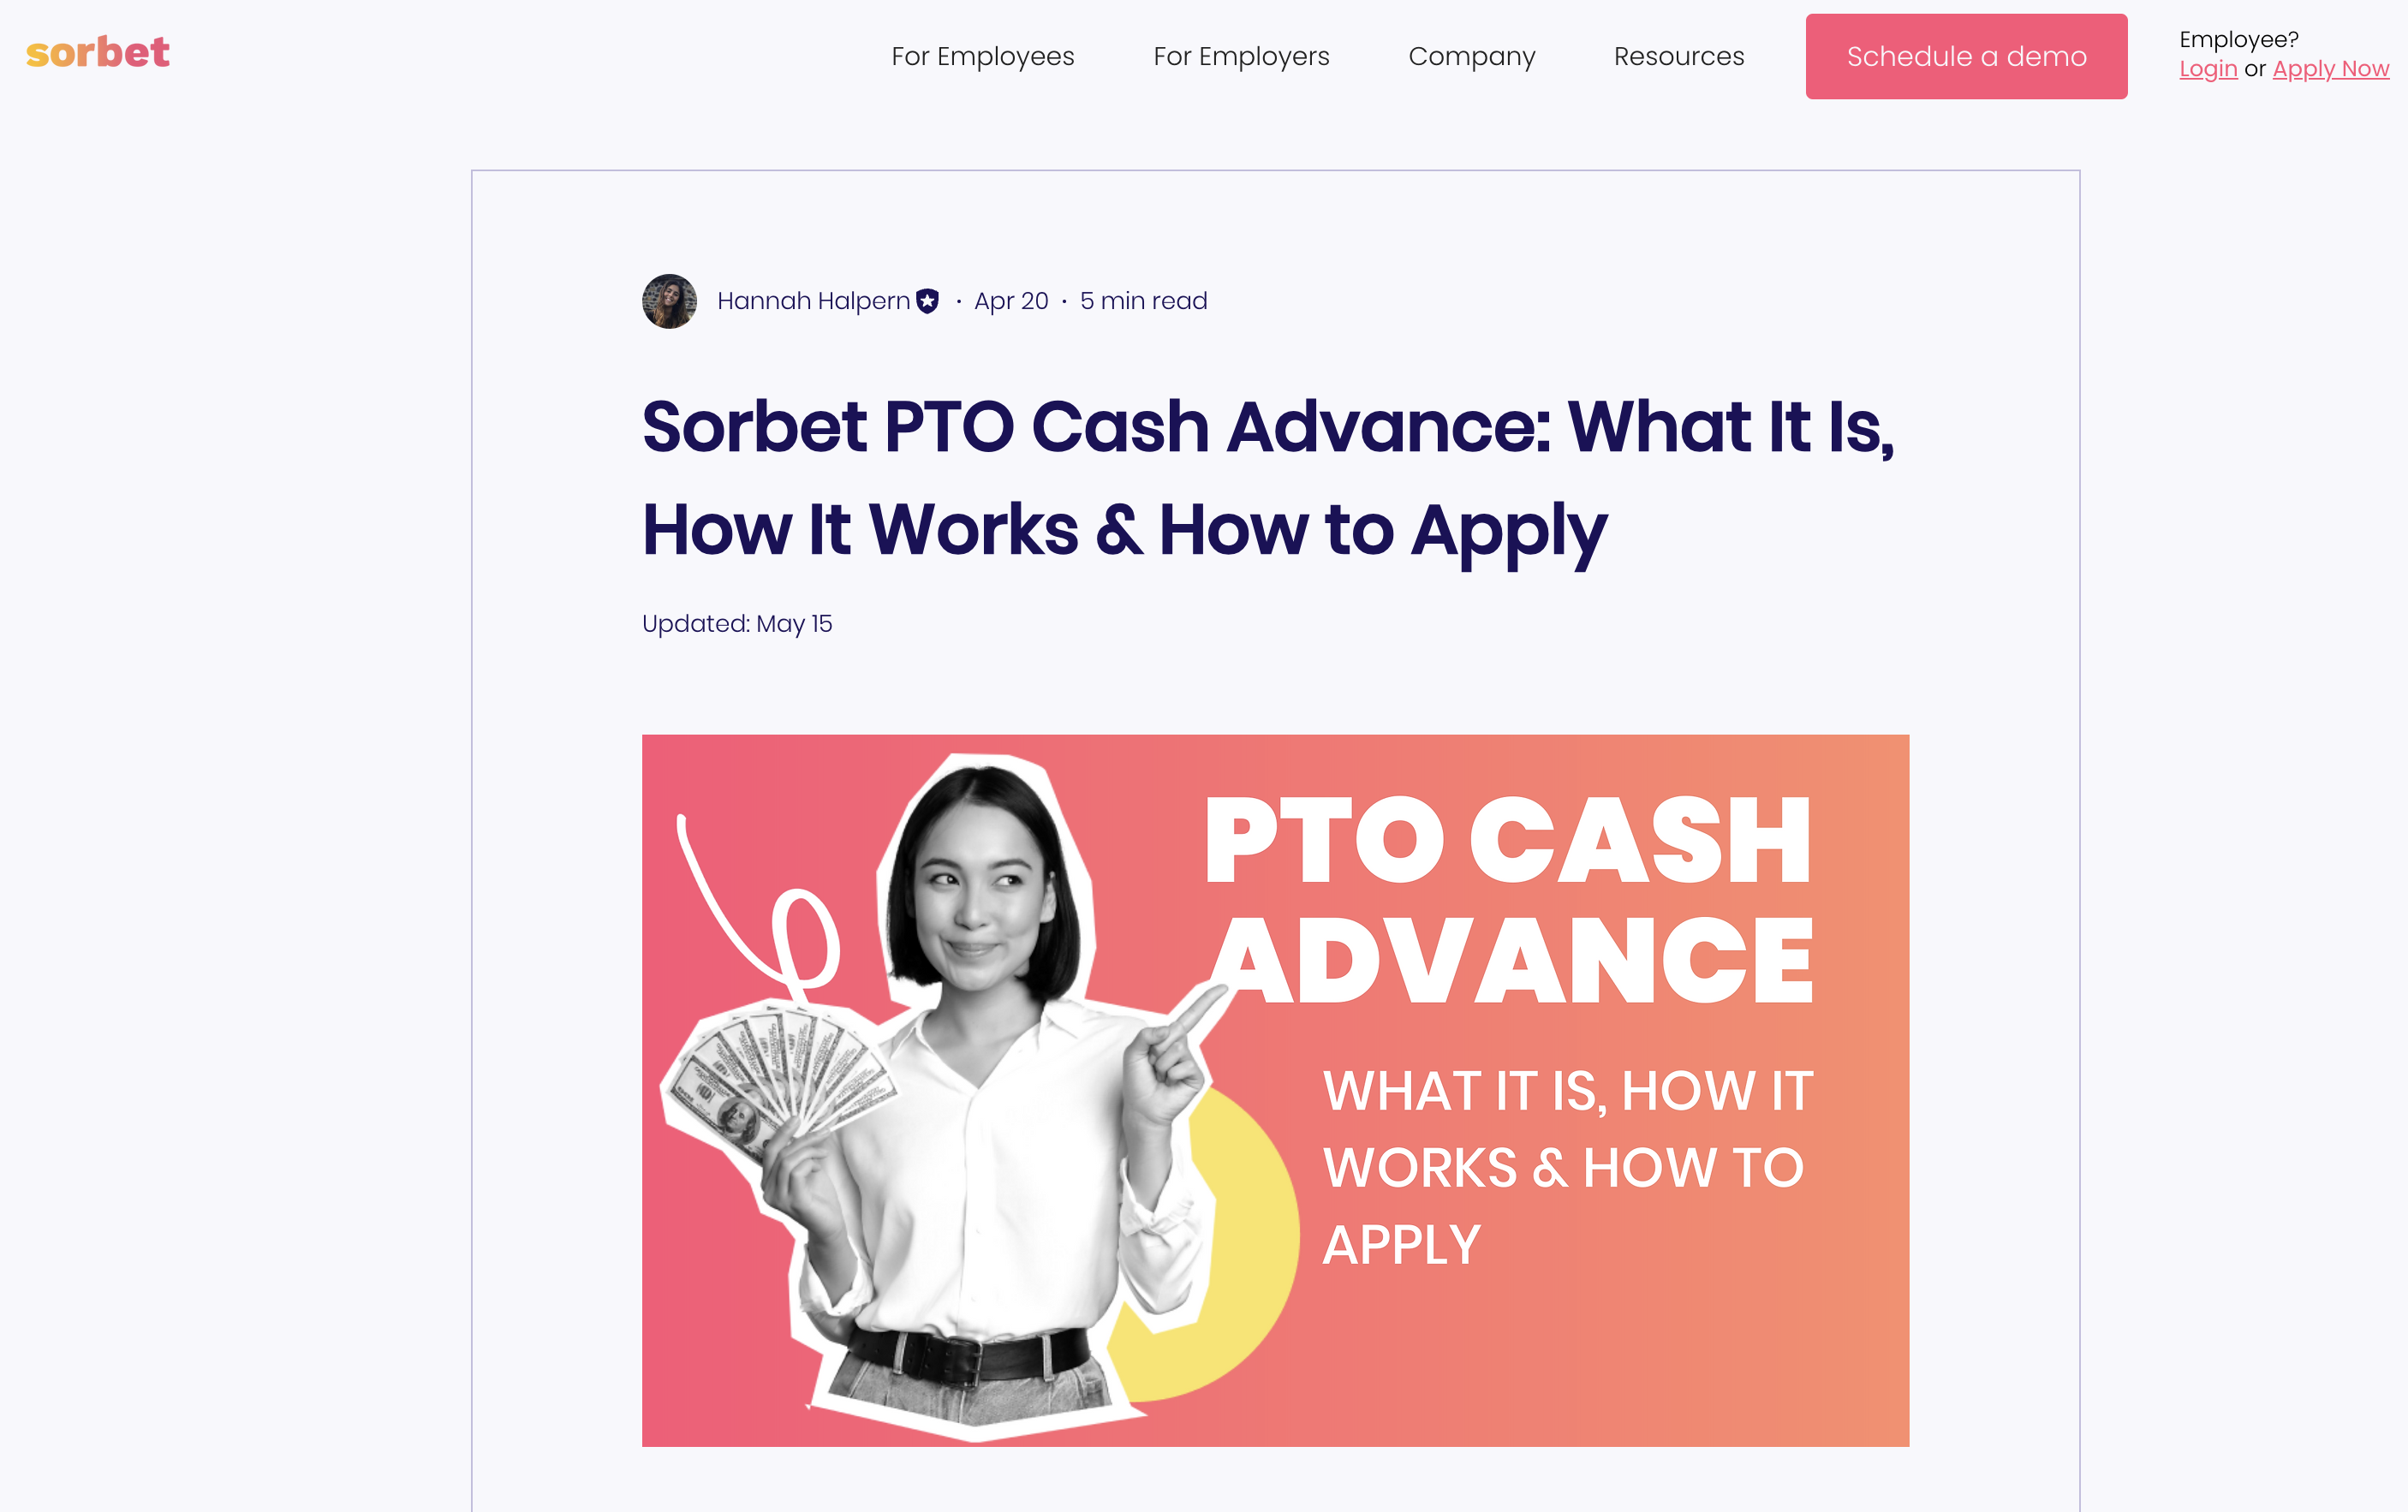 sorbet
For Employees
For Employers
Company
Resources
Schedule a demo
Employee?
Login or Apply Now
Hannah Halpern · Apr 20 · 5 min read
Sorbet PTO Cash Advance: What It Is,
How It Works & How to Apply
Updated: May 15
PTO CASH
ADVANCE
WHAT IT IS, HOW IT
WORKS & HOW TO
APPLY